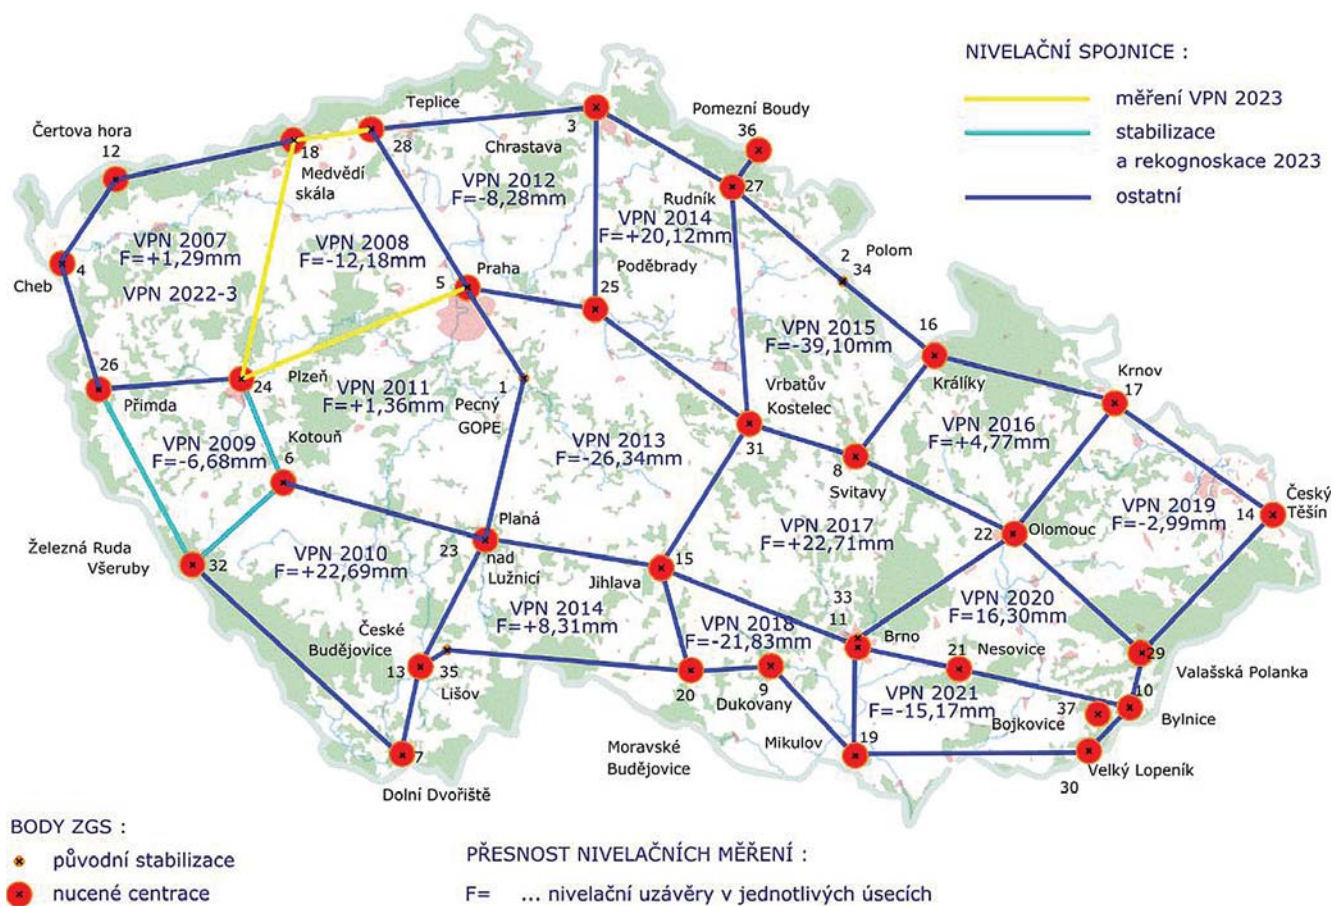 NIVELAČNÍ SPOJNICE :
měření VPN 2023
stabilizace
a rekognoskace 2023
ostatní
Teplice
Pomezní Boudy
36
Čertova hora
12
18
28
3
Chrastava
Medvědí
skála
VPN 2012
F=-8,28mm
Rudník
27
VPN 2014
F=+20,12mm
VPN 2007
F=+1,29mm
VPN 2008
F=-12,18mm
Polom
2
34
4
Cheb
VPN 2022-3
5
Praha
Poděbrady
25
VPN 2015
F=-39,10mm
16
Králíky
26
Přimda
24
Plzeň
VPN 2011
F=+1,36mm
1
Pecný
GOPE
Vrbatův
Kostelec
31
Krnov
17
VPN 2009
F=-6,68mm
Kotouň
6
VPN 2013
F=-26,34mm
8
Svitavy
VPN 2016
F=+4,77mm
VPN 2019
F=-2,99mm
Český
Těšín
14
Železná Ruda
Všeruby
32
VPN 2010
F=+22,69mm
23
Planá
nad
Lužnicí
15
Jihlava
VPN 2017
F=+22,71mm
22
Olomouc
VPN 2014
F=+8,31mm
33
11
Brno
VPN 2018
F=-21,83mm
VPN 2020
F=16,30mm
České
Budějovice
13
35
Lišov
20
9
Dukovany
21
Nesovice
29
Valašská Polanka
VPN 2021
F=-15,17mm
37
Bojkovice
10
Bylnice
Moravské
Budějovice
Mikulov
19
7
Dolní Dvořiště
Velký Lopeník
30
BODY ZGS :
původní stabilizace
nucené centrace
PŘESNOST NIVELAČNÍCH MĚŘENÍ :
F= ... nivelační uzávěry v jednotlivých úsecích